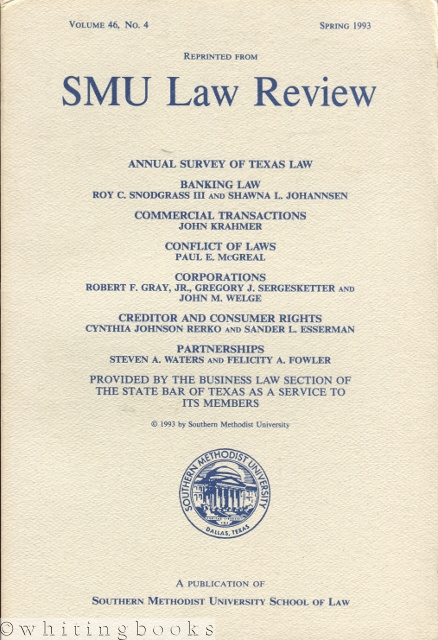 VOLUME 46, NO. 4 SPRING 1993
REPRINTED FROM
SMU Law Review
ANNUAL SURVEY OF TEXAS LAW
BANKING LAW
ROY C. SNODGRASS III AND SHAWNA L. JOHANNSEN
COMMERCIAL TRANSACTIONS
JOHN KRAHMER
CONFLICT OF LAWS
PAUL E. MCGREAL
CORPORATIONS
ROBERT F. GRAY, JR., GREGORY J. SERGESKETTER AND
JOHN M. WELGE
CREDITOR AND CONSUMER RIGHTS
CYNTHIA JOHNSON RERKO AND SANDER L. ESSERMAN
PARTNERSHIPS
STEVEN A. WATERS AND FELICITY A. FOWLER
PROVIDED BY THE BUSINESS LAW SECTION OF
THE STATE BAR OF TEXAS AS A SERVICE TO
ITS MEMBERS
© 1993 by Southern Methodist University
SOUTHERN METHODIST UNIVERSITY
DALLAS, TEXAS
A PUBLICATION OF
SOUTHERN METHODIST UNIVERSITY SCHOOL OF LAW
©whitingbooks